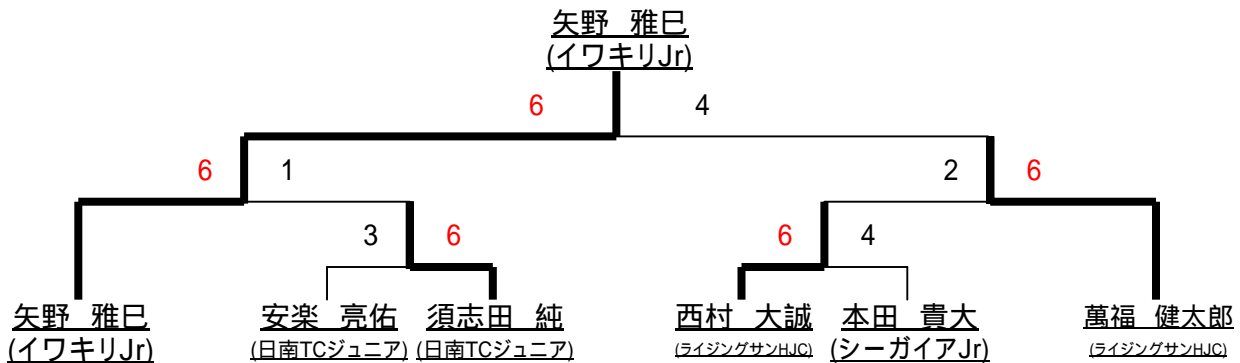 矢野 雅巳
(イワキリJr)
6 4
6 1 2 6
3 6 6 4
矢野 雅巳 安楽 亮佑 須志田 純 西村 大誠 本田 貴大 萬福 健太郎
(イワキリJr) (日南TCジュニア) (日南TCジュニア) (ライジングサンHJC) (シーガイアJr) (ライジングサンHJC)